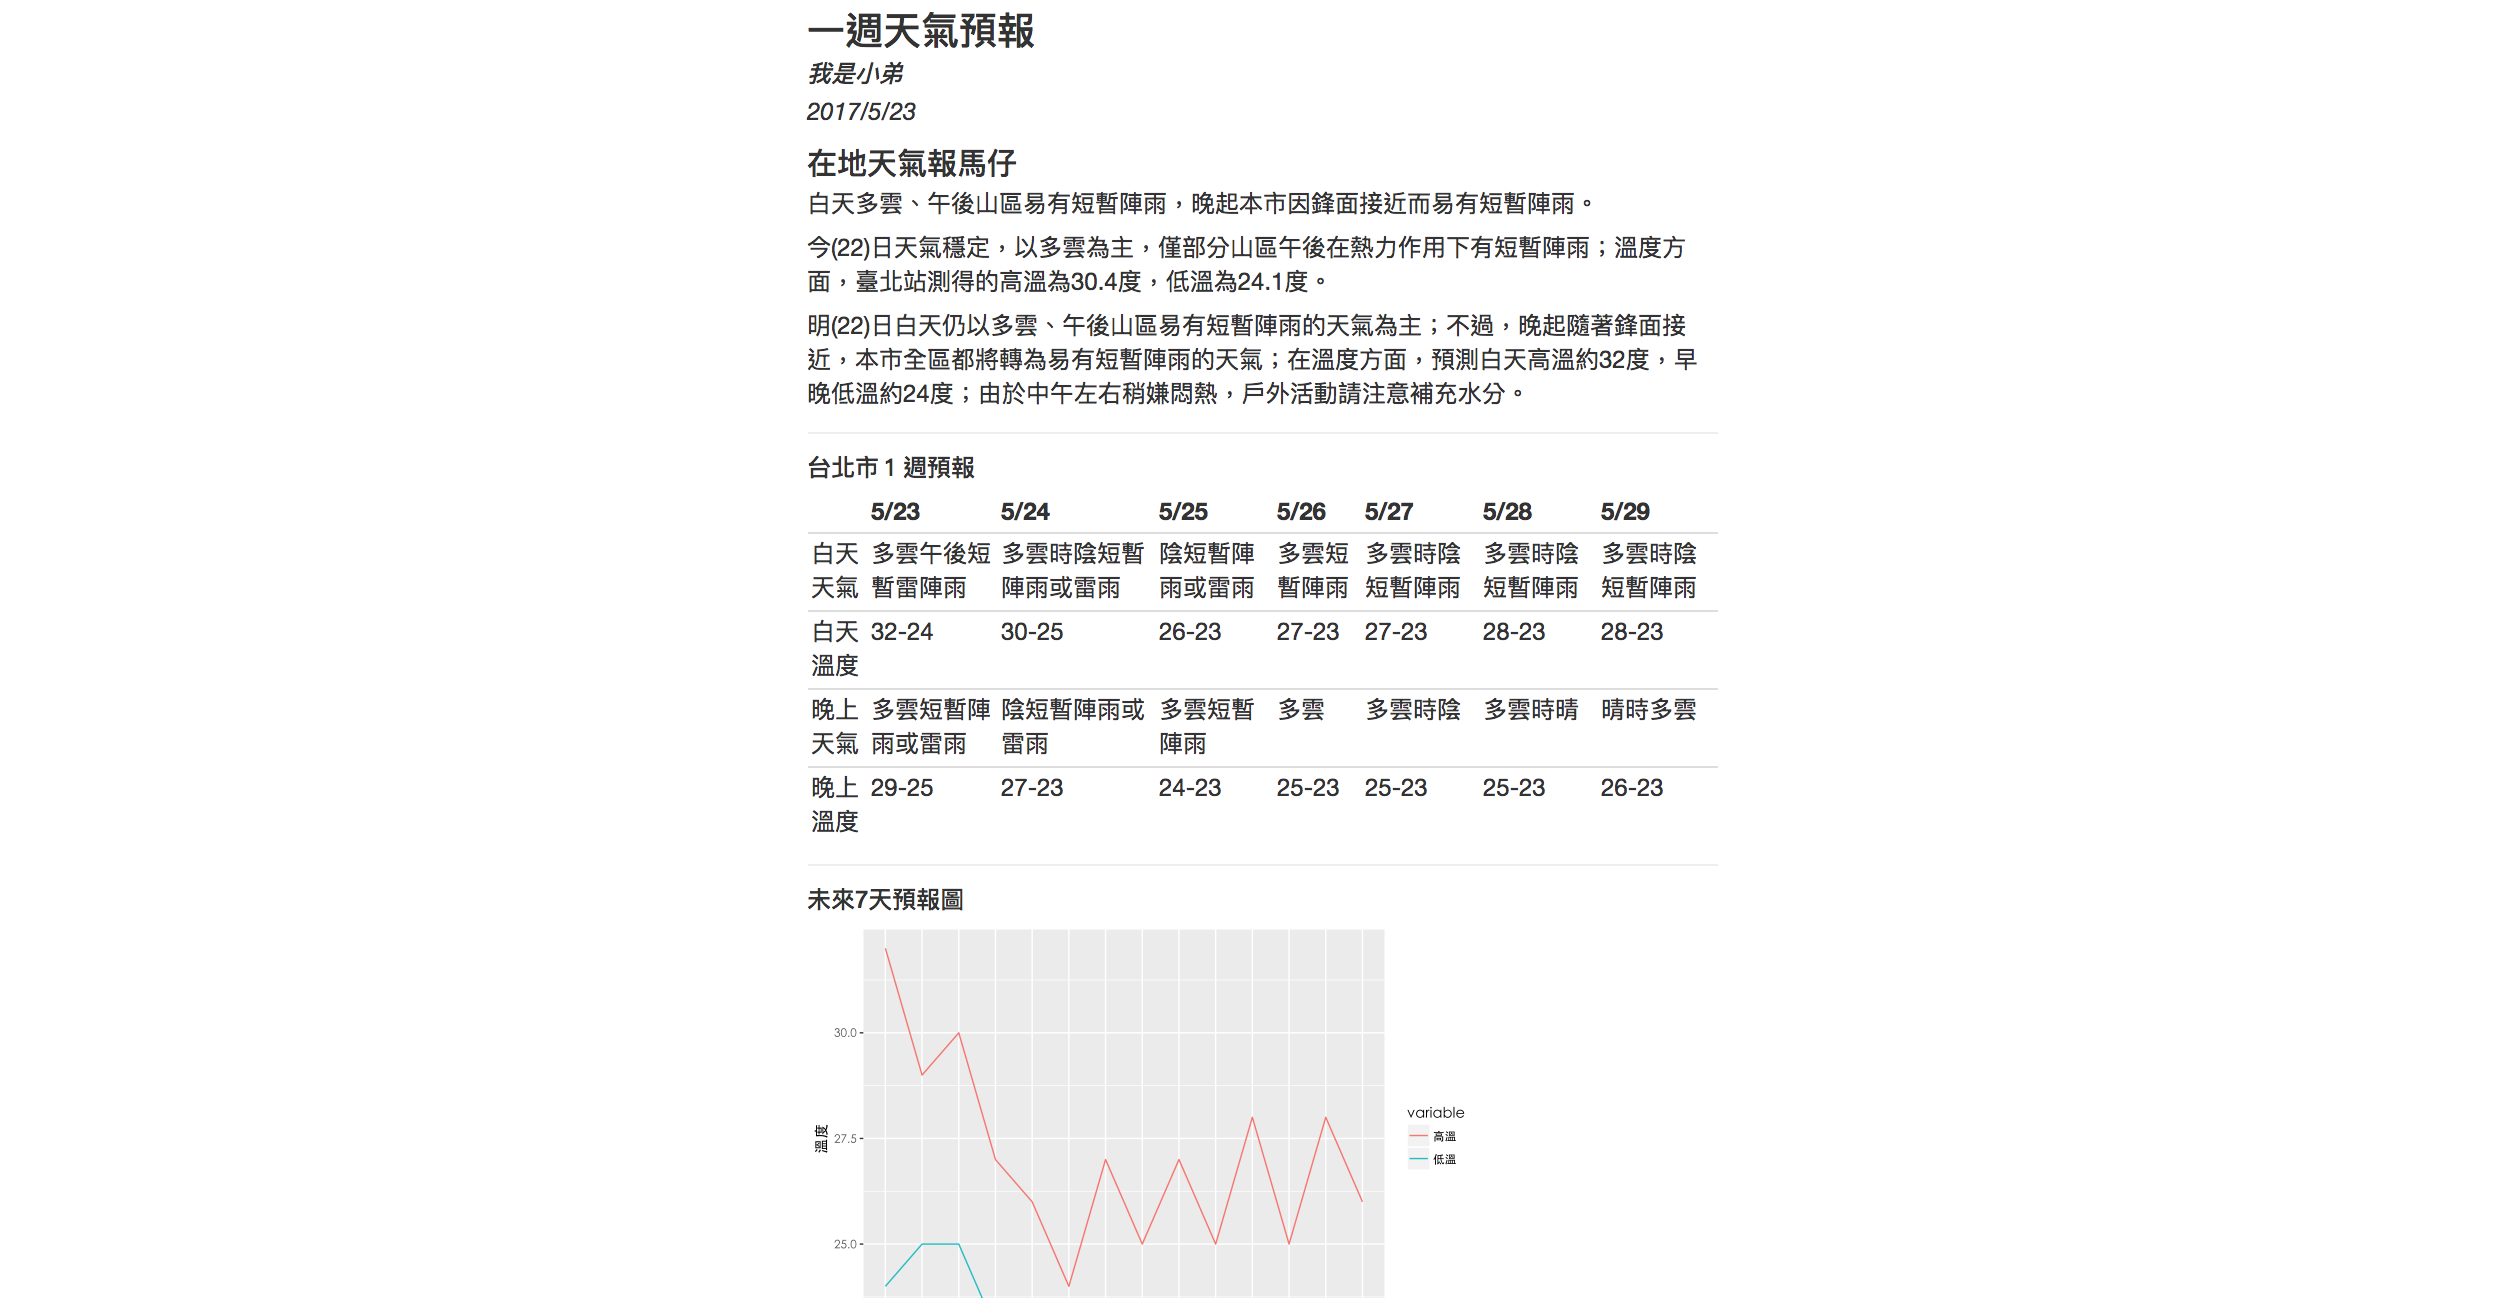 一週天氣預報
我是小弟
2017/5/23
在地天氣報馬仔
白天多雲、午後山區易有短暫陣雨，晚起本市因鋒面接近而易有短暫陣雨。
今(22)日天氣穩定，以多雲為主，僅部分山區午後在熱力作用下有短暫陣雨；溫度方
面，臺北站測得的高溫為30.4度，低溫為24.1度。
明(22)日白天仍以多雲、午後山區易有短暫陣雨的天氣為主；不過，晚起隨著鋒面接
近，本市全區都將轉為易有短暫陣雨的天氣；在溫度方面，預測白天高溫約32度，早
晚低溫約24度；由於中午左右稍嫌悶熱，戶外活動請注意補充水分。
台北市 1 週預報
5/23 5/24 5/25 5/26 5/27 5/28 5/29
白天 多雲午後短 多雲時陰短暫 陰短暫陣 多雲短 多雲時陰 多雲時陰 多雲時陰
天氣 暫雷陣雨 陣雨或雷雨 雨或雷雨 暫陣雨 短暫陣雨 短暫陣雨 短暫陣雨
白天 32-24 30-25 26-23 27-23 27-23 28-23 28-23
溫度
晚上 多雲短暫陣 陰短暫陣雨或 多雲短暫 多雲 多雲時陰 多雲時晴 晴時多雲
天氣 雨或雷雨 雷雨 陣雨
晚上 29-25 27-23 24-23 25-23 25-23 25-23 26-23
溫度
未來7天預報圖
30.0
27.5
25.0
溫度
variable
高溫
低溫